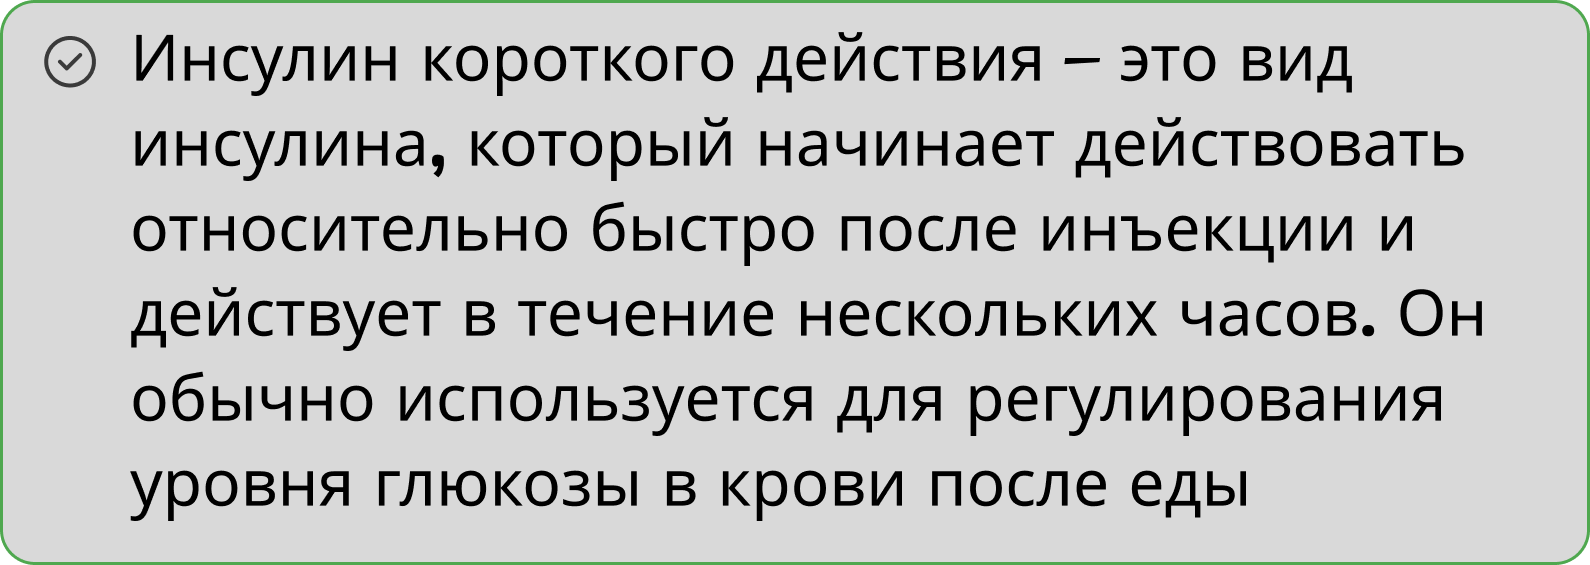 Инсулин короткого действия – это вид
инсулина, который начинает действовать
относительно быстро после инъекции и
действует в течение нескольких часов. Он
обычно используется для регулирования
уровня глюкозы в крови после еды